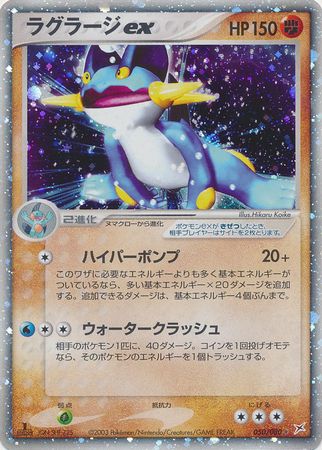 ラグラージex HP150
Illus.Hikaru Koike
2進化 ヌマクローから進化
ポケモンexがきぜつしたとき、
相手プレイヤーはサイドを2枚とります。
ハイパーポンプ 20+
このワザに必要なエネルギーよりも多く基本エネルギーが
ついているなら、多い基本エネルギー×20ダメージを追加
する。追加できるダメージは、基本エネルギー4個ぶんまで。
ウォータークラッシュ
相手のポケモン1匹に、40ダメージ。コインを1回投げオモテ
なら、そのポケモンのエネルギーを1個トラッシュする。
弱点 抵抗力 にげる
©2003 Pokémon/Nintendo/Creatures/GAME FREAK.
050/080